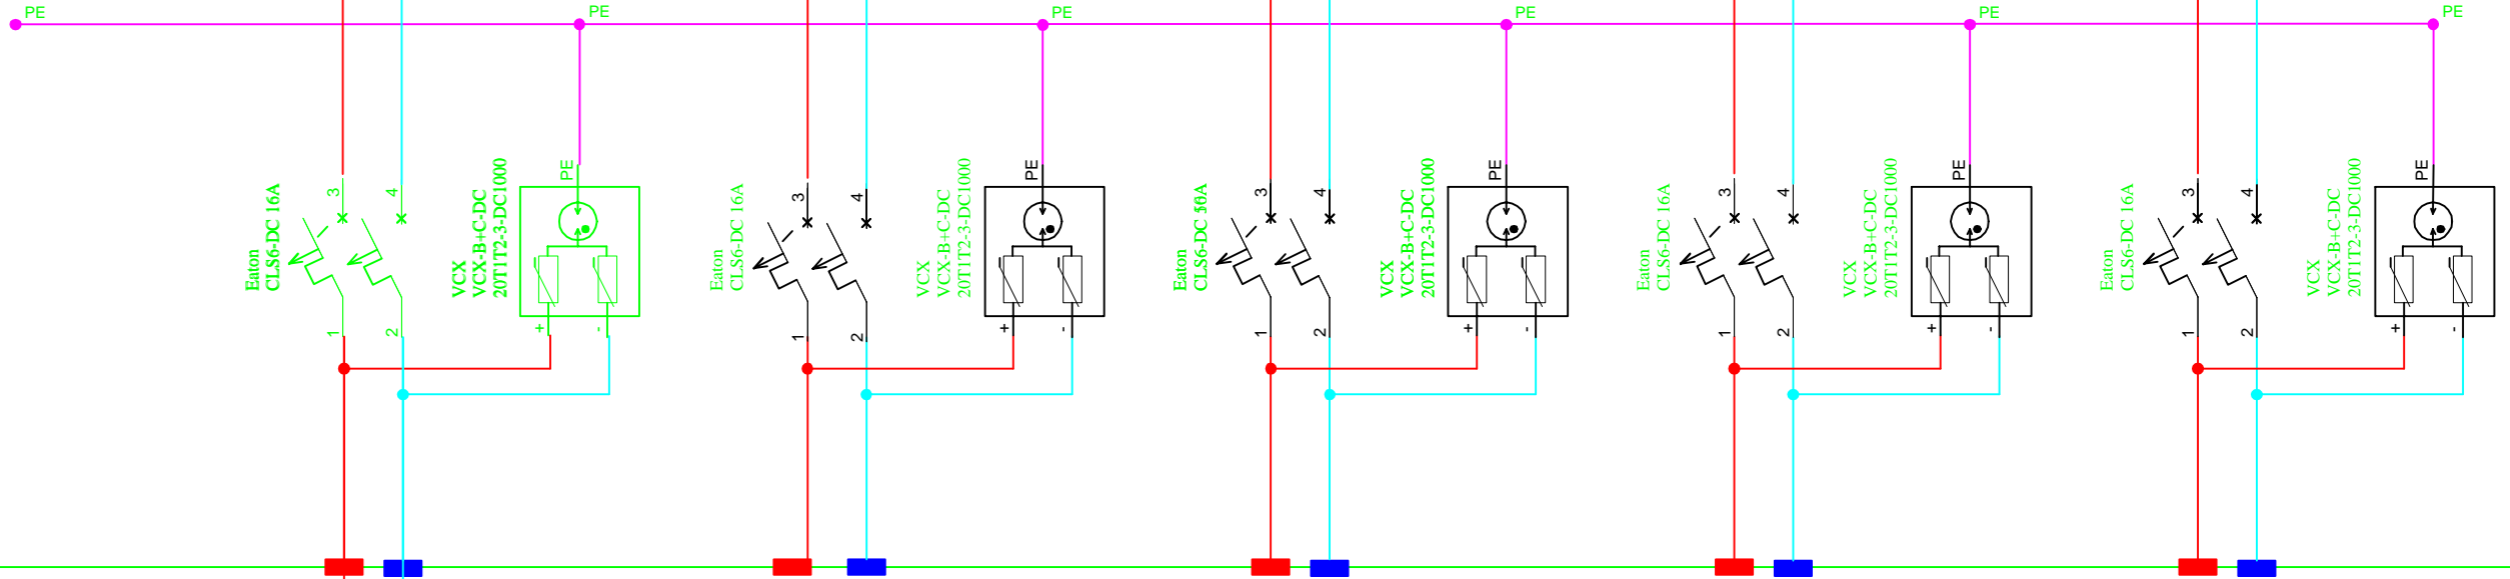 PE
PE
PE
PE
PE
PE
Eaton
CLS6-DC 16A
3
4
1
2
VCX
VCX-B+C-DC
20T1T2-3-DC1000
PE
+
-
Eaton
CLS6-DC 16A
3
4
1
2
VCX
VCX-B+C-DC
20T1T2-3-DC1000
PE
+
-
Eaton
CLS6-DC
3
4
1
2
VCX
VCX-B+C-DC
20T1T2-3-DC1000
PE
+
-
Eaton
CLS6-DC 16A
3
4
1
2
VCX
VCX-B+C-DC
20T1T2-3-DC1000
PE
+
-
Eaton
CLS6-DC 16A
3
4
1
2
VCX
VCX-B+C-DC
20T1T2-3-DC1000
PE
+
-